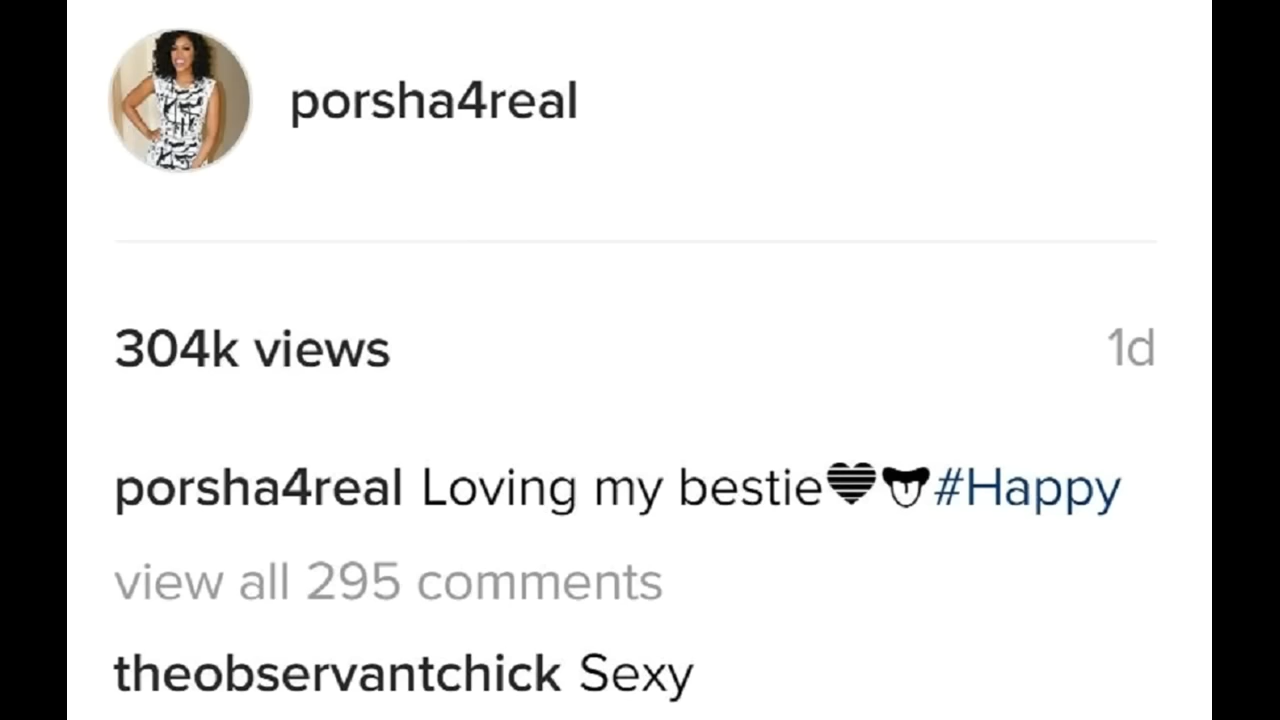 porsha4real
304k views
1d
porsha4real Loving my bestie🖤👅#Happy
view all 295 comments
theobservantchick Sexy